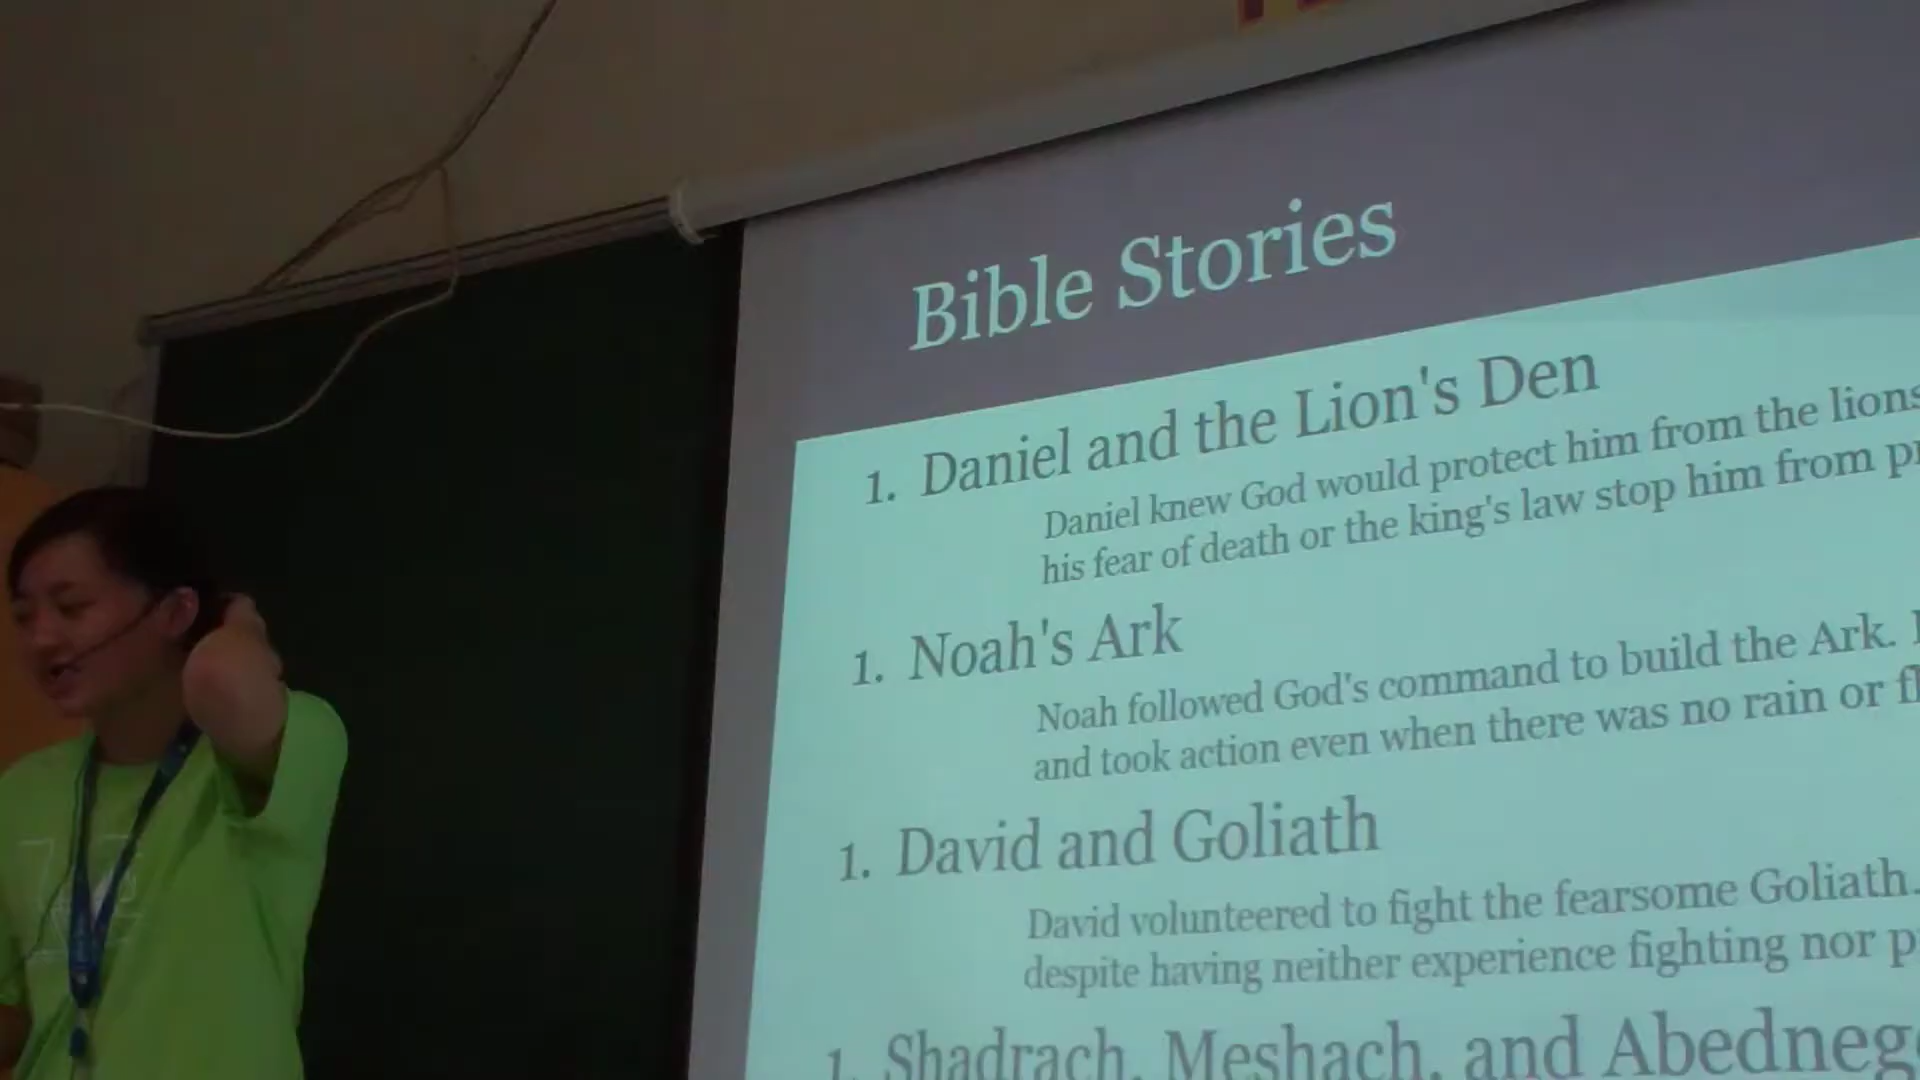 Bible Stories
1. Daniel and the Lion's Den
Daniel knew God would protect him from the lions
his fear of death or the king's law stop him from
1. Noah's Ark
Noah followed God's command to build the Ark.
and took action even when there was no rain or
1. David and Goliath
David volunteered to fight the fearsome Goliath.
despite having neither experience fighting nor
1. Shadrach, Meshach, and